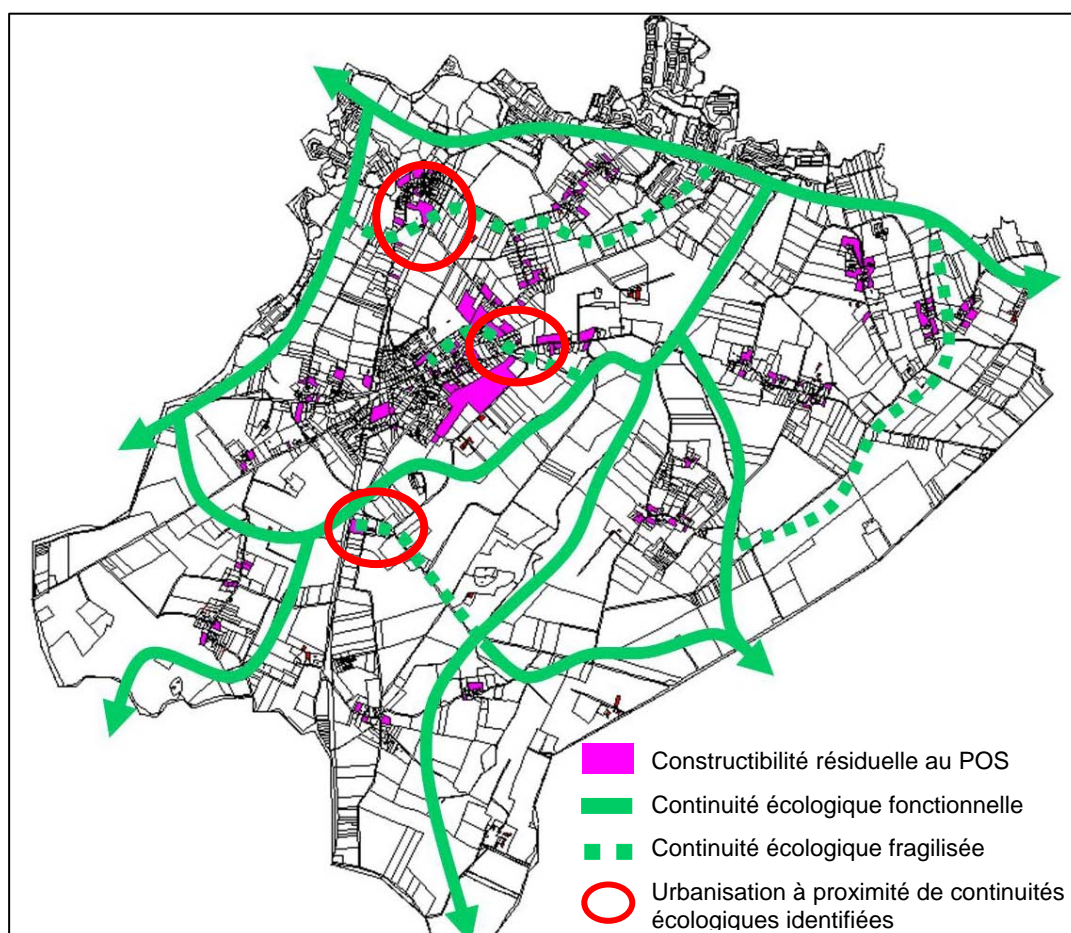 Constructibilité résiduelle au POS
Continuité écologique fonctionnelle
Continuité écologique fragilisée
Urbanisation à proximité de continuités
écologiques identifiées